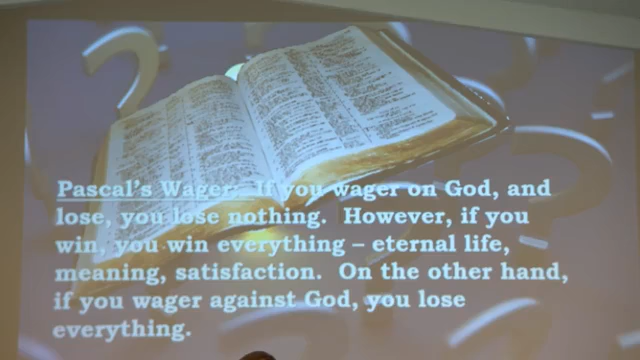 Pascal's Wager: If you wager on God, and
lose, you lose nothing. However, if you
win, you win everything – eternal life,
meaning, satisfaction. On the other hand,
if you wager against God, you lose
everything.